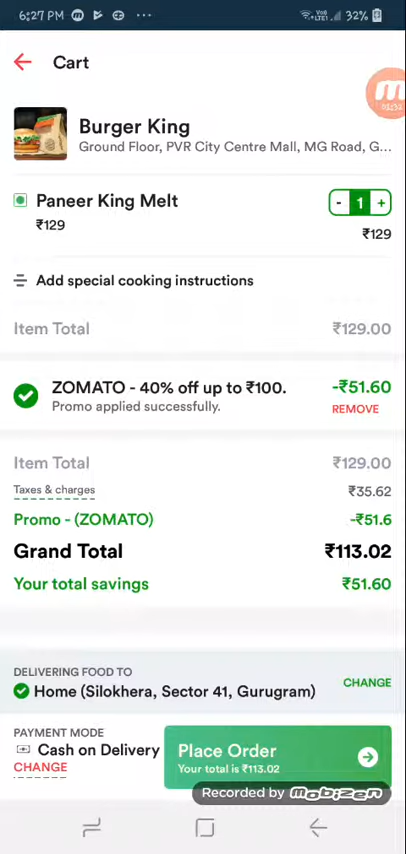 6:27 PM
32%
Cart
Burger King
Ground Floor, PVR City Centre Mall, MG Road, G...
Paneer King Melt
- 1 +
₹129
₹129
Add special cooking instructions
Item Total ₹129.00
ZOMATO - 40% off up to ₹100. -₹51.60
Promo applied successfully. REMOVE
Item Total ₹129.00
Taxes & charges ₹35.62
Promo - (ZOMATO) -₹51.6
Grand Total ₹113.02
Your total savings ₹51.60
DELIVERING FOOD TO
Home (Silokhera, Sector 41, Gurugram) CHANGE
PAYMENT MODE
Cash on Delivery
CHANGE
Place Order
Your total is ₹113.02
Recorded by mobizen